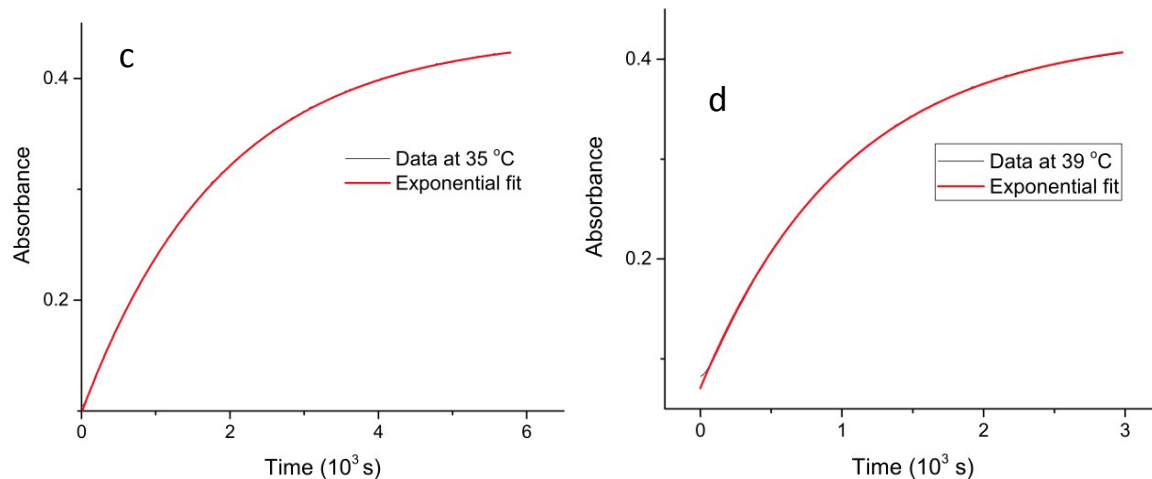 c
Absorbance
0.4
0.2
Data at 35 °C
Exponential fit
0
2
4
6
Time (10³ s)
d
Absorbance
0.4
0.2
Data at 39 °C
Exponential fit
0
1
2
3
Time (10³ s)